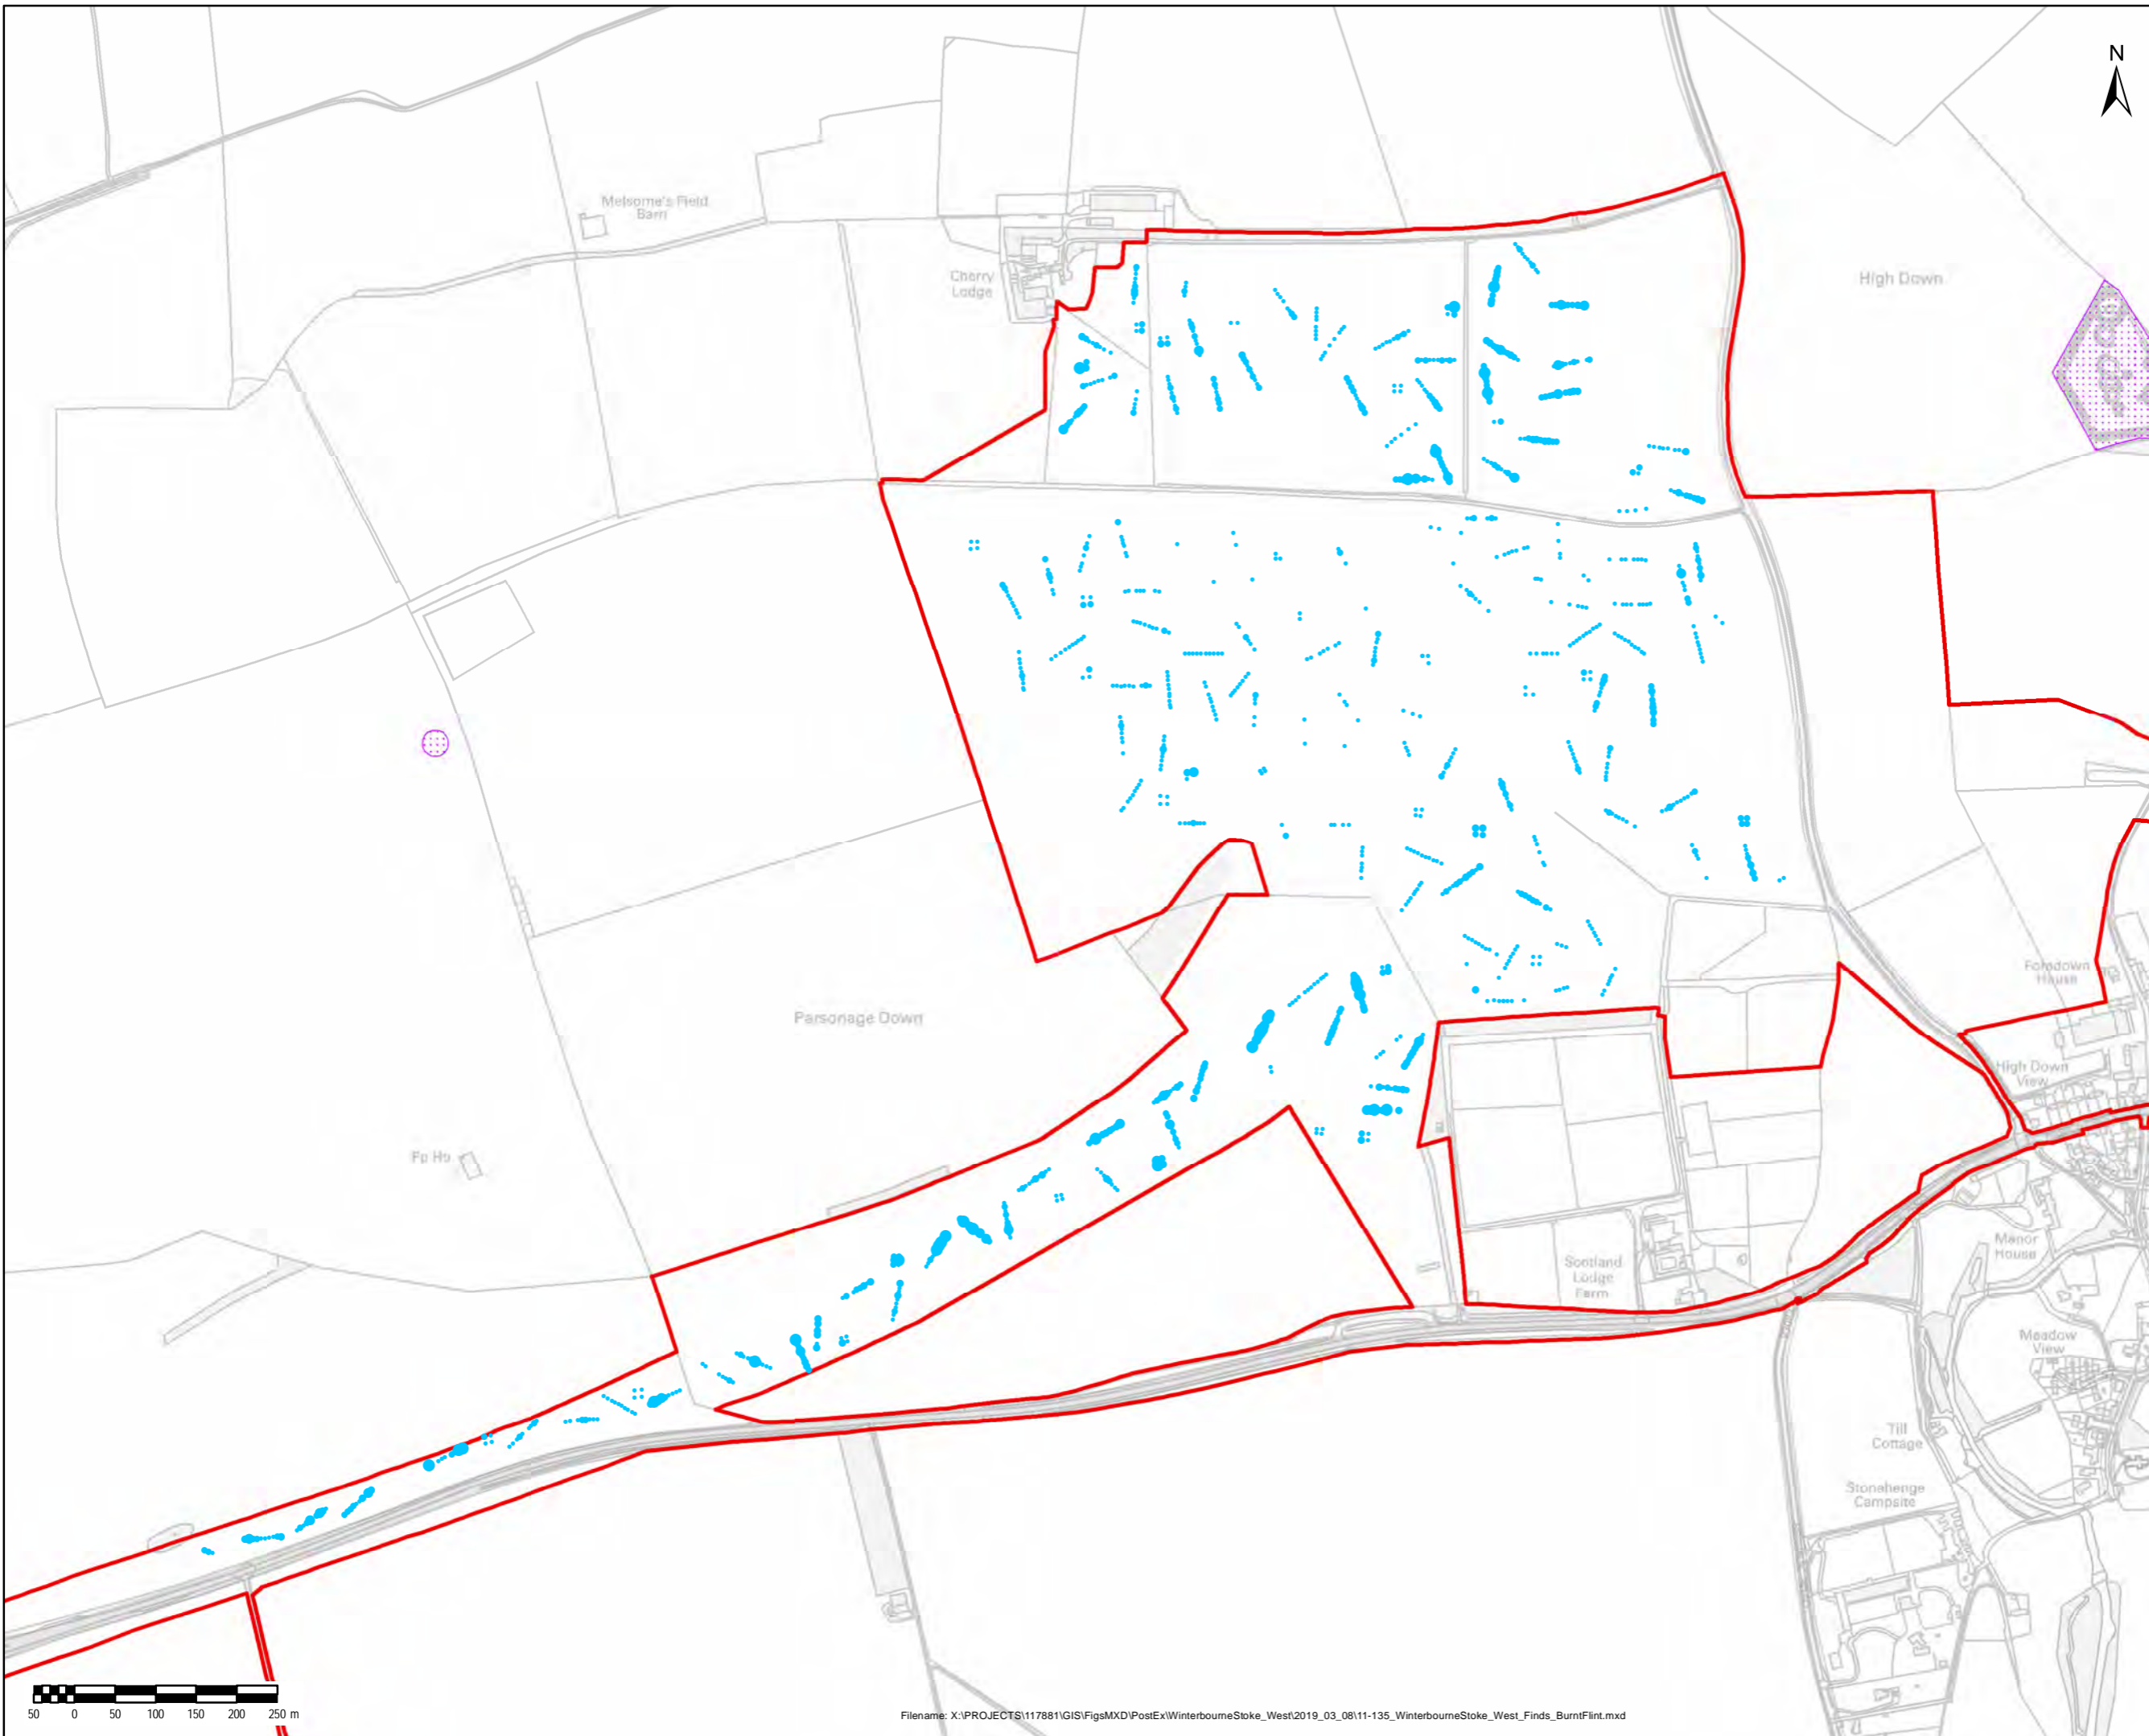 N
Melsome's Field
Barn
Cherry
Lodge
High Down
Parsonage Down
Foredown
House
High Down
View
Fp Ho
Manor
House
Scotland
Lodge
Farm
Meadow
View
Till
Cottage
Stonehenge
Campsite
50 0 50 100 150 200 250 m
Filename: X:\PROJECTS\117881\GIS\FigsMXD\PostEx\WinterbourneStoke_West\2019_03_08\11-135_WinterbourneStoke_West_Finds_BurntFlint.mxd